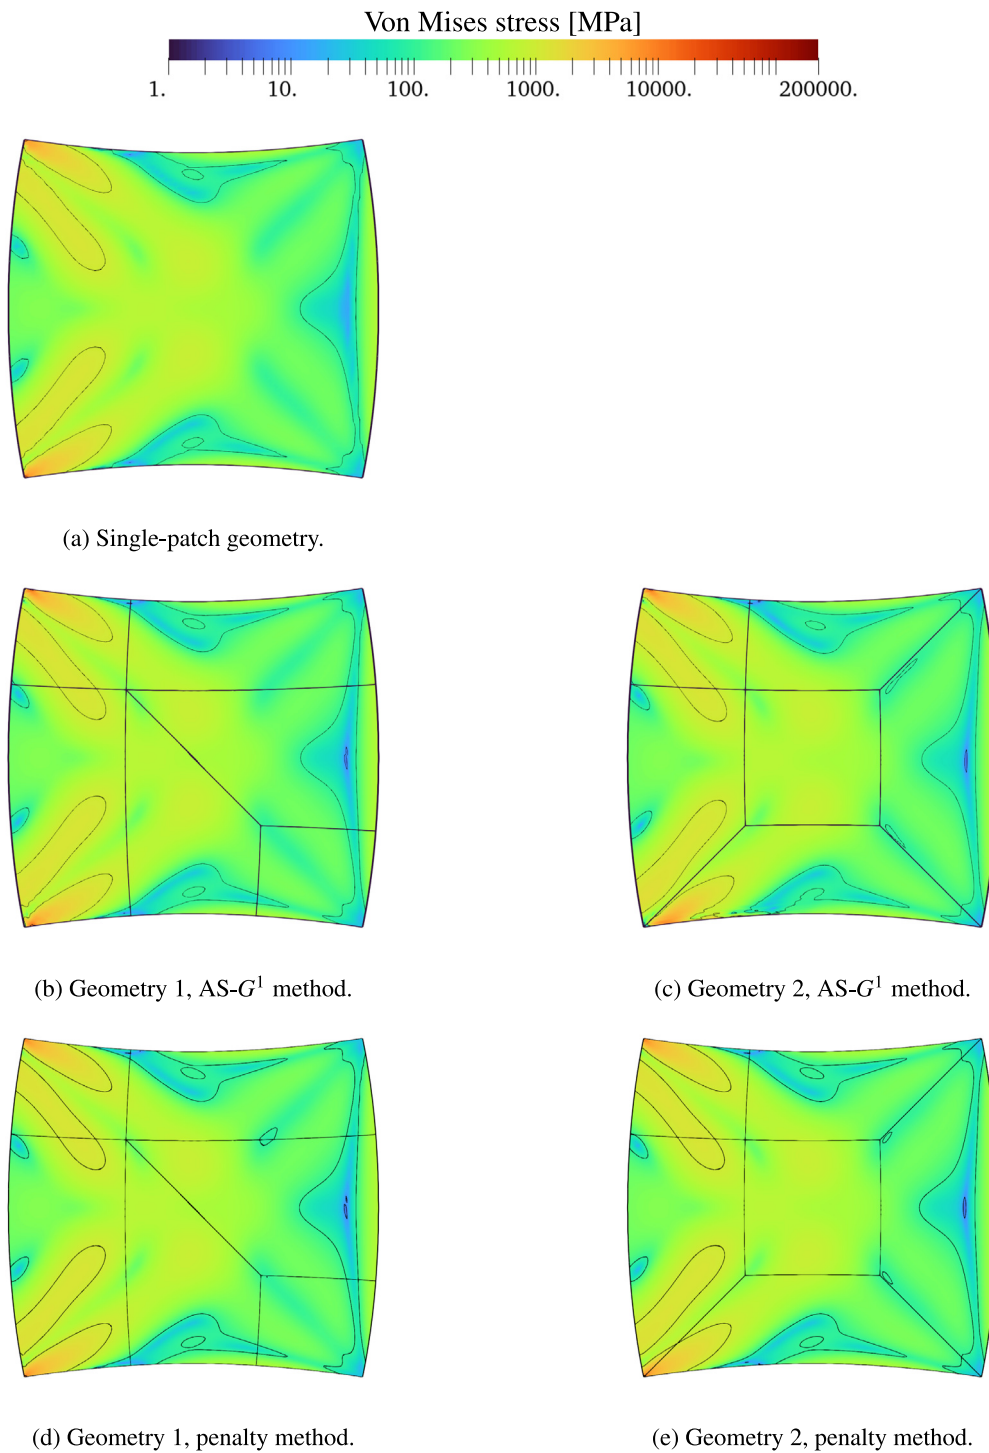 Von Mises stress [MPa]
1. 10. 100. 1000. 10000. 200000.
(a) Single-patch geometry.
(b) Geometry 1, AS-G¹ method.
(c) Geometry 2, AS-G¹ method.
(d) Geometry 1, penalty method.
(e) Geometry 2, penalty method.